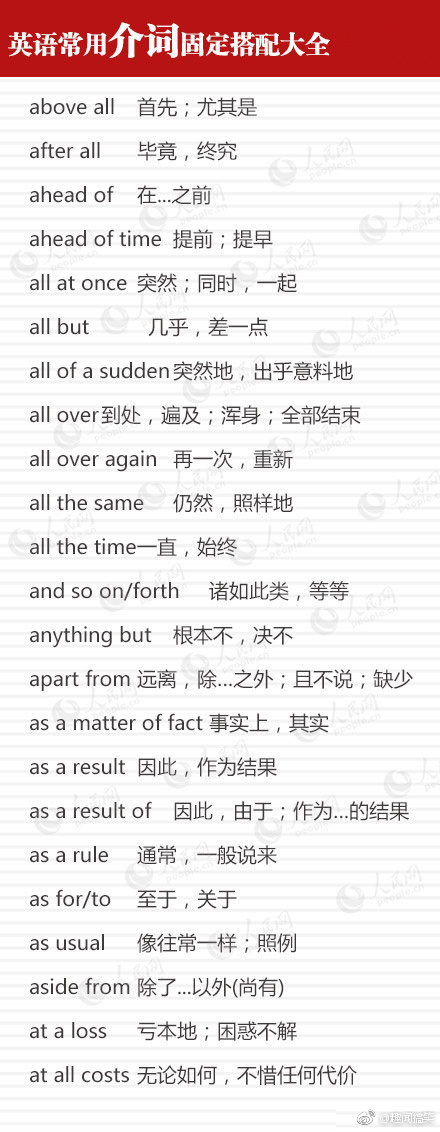 英语常用介词固定搭配大全
above all 首先；尤其是
after all 毕竟，终究
ahead of 在...之前
ahead of time 提前；提早
all at once 突然；同时，一起
all but 几乎，差一点
all of a sudden 突然地，出乎意料地
all over 到处，遍及；浑身；全部结束
all over again 再一次，重新
all the same 仍然，照样地
all the time 一直，始终
and so on/forth 诸如此类，等等
anything but 根本不，决不
apart from 远离，除...之外；且不说；缺少
as a matter of fact 事实上，其实
as a result 因此，作为结果
as a result of 因此，由于；作为...的结果
as a rule 通常，一般说来
as for/to 至于，关于
as usual 像往常一样；照例
aside from 除了...以外(尚有)
at a loss 亏本地；困惑不解
at all costs 无论如何，不惜任何代价
人民网
people.cn